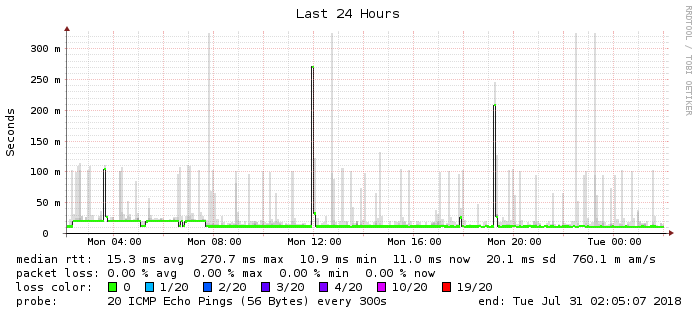 Last 24 Hours
RRDTOOL / TOBI OETIKER
Seconds
300 m
250 m
200 m
150 m
100 m
50 m
0
Mon 04:00 Mon 08:00 Mon 12:00 Mon 16:00 Mon 20:00 Tue 00:00
median rtt: 15.3 ms avg 270.7 ms max 10.9 ms min 11.0 ms now 20.1 ms sd 760.1 m am/s
packet loss: 0.00 % avg 0.00 % max 0.00 % min 0.00 % now
loss color: 0 1/20 2/20 3/20 4/20 10/20 19/20
probe: 20 ICMP Echo Pings (56 Bytes) every 300s end: Tue Jul 31 02:05:07 2018